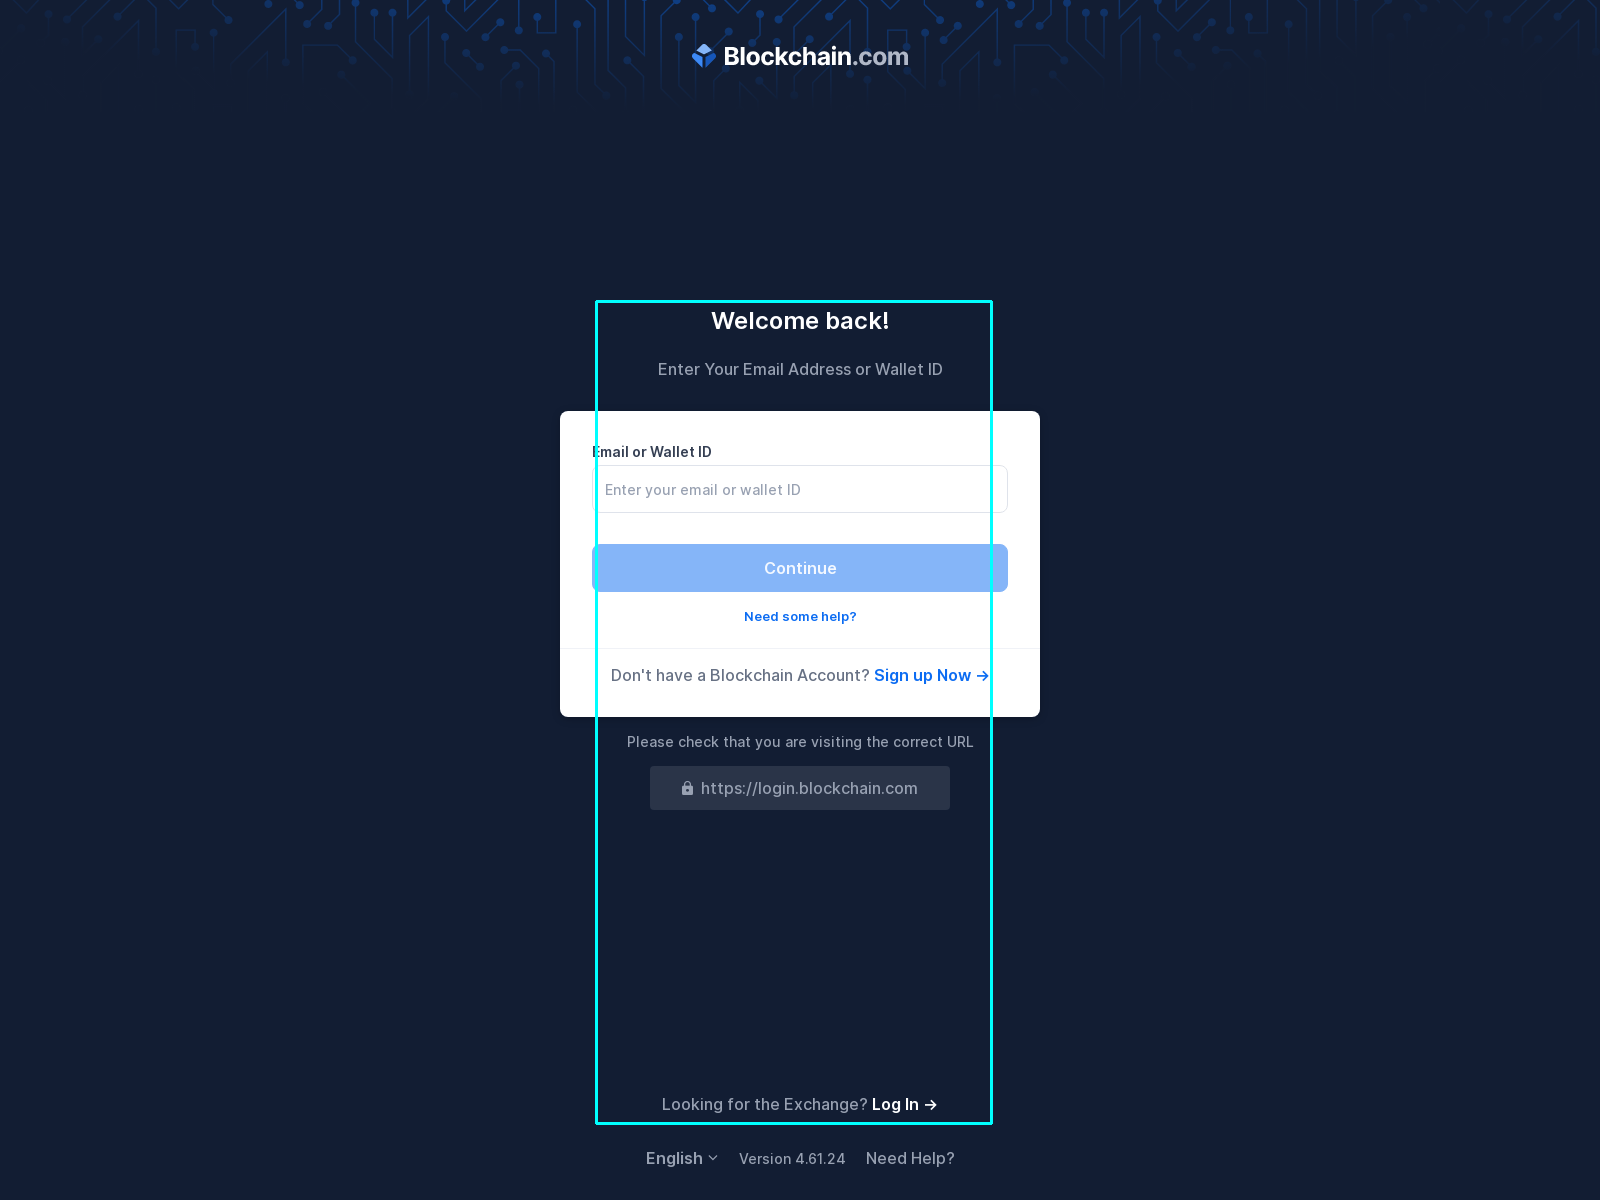 Blockchain.com
Welcome back!
Enter Your Email Address or Wallet ID
Email or Wallet ID
Enter your email or wallet ID
Continue
Need some help?
Don't have a Blockchain Account? Sign up Now →
Please check that you are visiting the correct URL
https://login.blockchain.com
Looking for the Exchange? Log In →
English Version 4.61.24 Need Help?